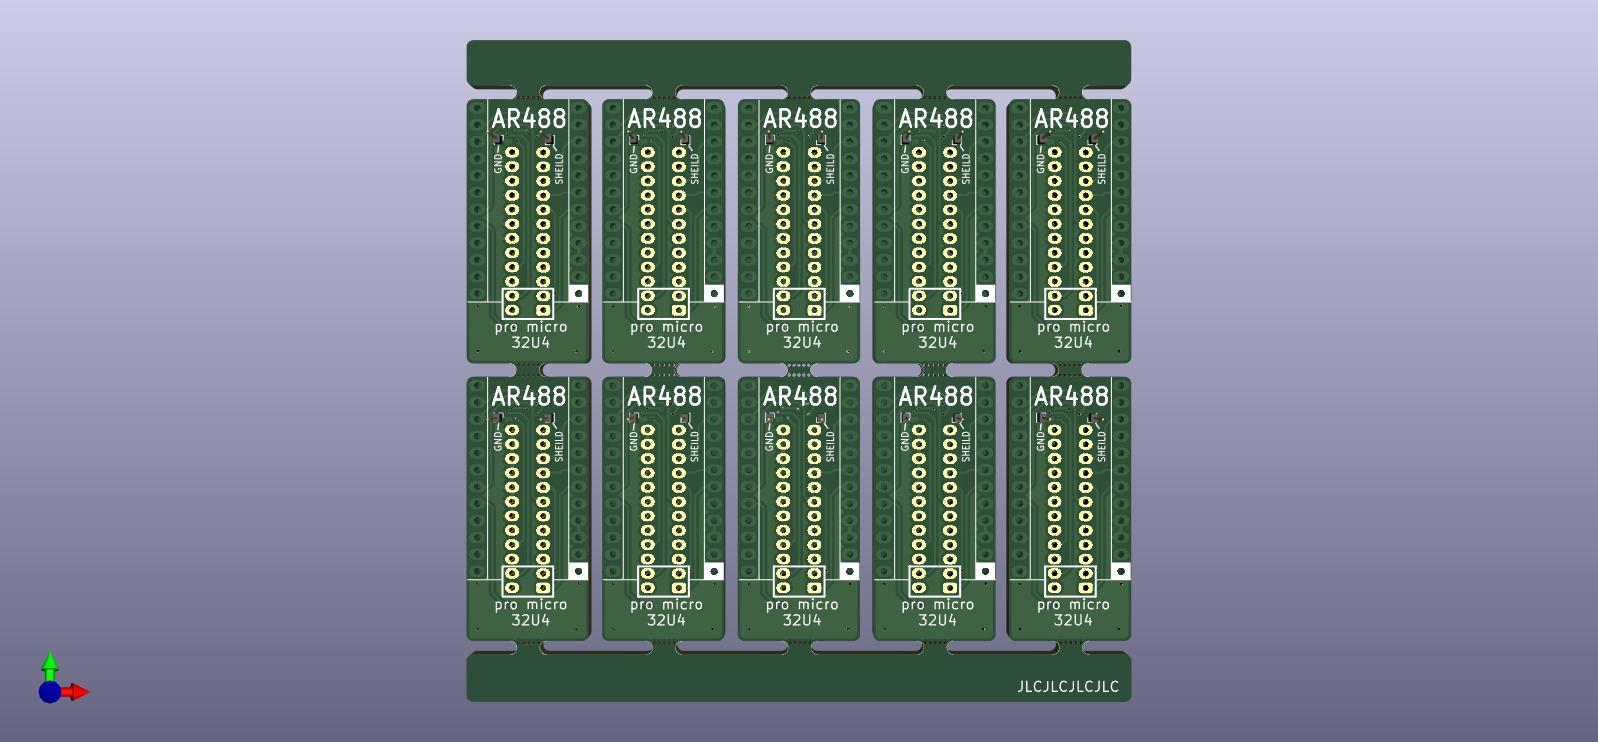 AR488 AR488 AR488 AR488 AR488
GND SHEILD GND SHEILD GND SHEILD GND SHEILD GND SHEILD
pro micro pro micro pro micro pro micro pro micro
32U4 32U4 32U4 32U4 32U4
AR488 AR488 AR488 AR488 AR488
GND SHEILD GND SHEILD GND SHEILD GND SHEILD GND SHEILD
pro micro pro micro pro micro pro micro pro micro
32U4 32U4 32U4 32U4 32U4
JLCJLCJLCJLC